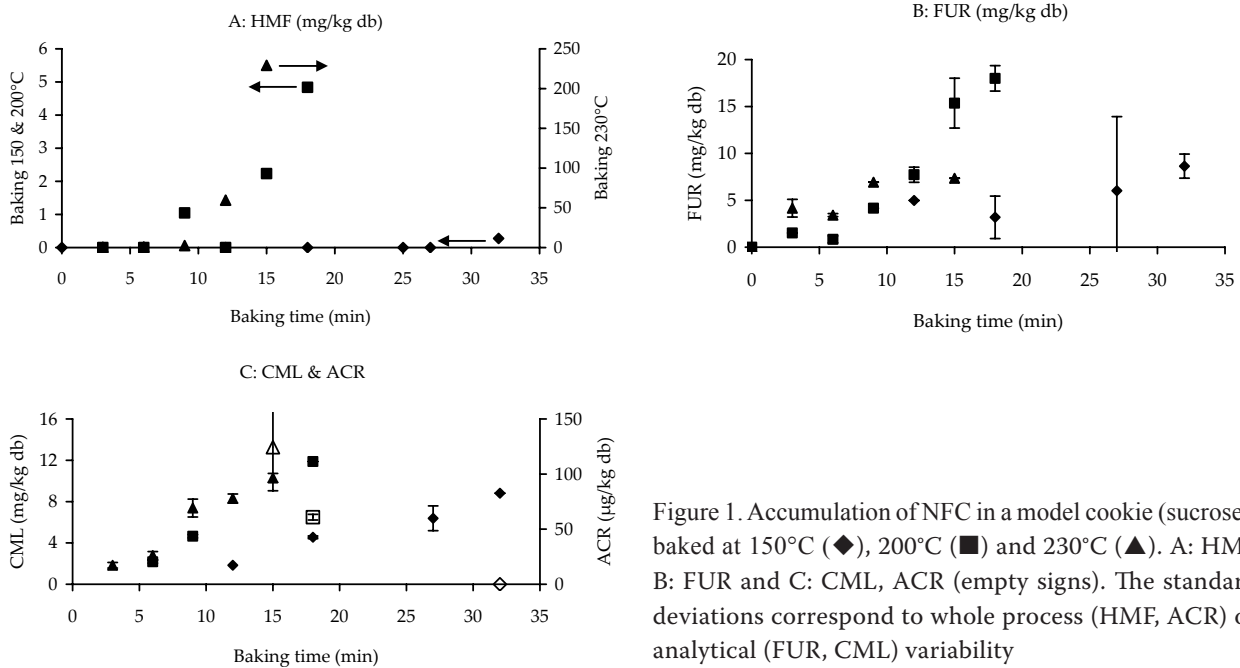 A: HMF (mg/kg db)
6
5
4
3
2
1
0
Baking 150 & 200°C
250
200
150
100
50
0
Baking 230°C
0 5 10 15 20 25 30 35
Baking time (min)
B: FUR (mg/kg db)
20
15
10
5
0
FUR (mg/kg db)
0 5 10 15 20 25 30 35
Baking time (min)
C: CML & ACR
16
12
8
4
0
CML (mg/kg db)
150
100
50
0
ACR (µg/kg db)
0 5 10 15 20 25 30 35
Baking time (min)
Figure 1. Accumulation of NFC in a model cookie (sucrose
baked at 150°C (◆), 200°C (■) and 230°C (▲). A: HM
B: FUR and C: CML, ACR (empty signs). The standar
deviations correspond to whole process (HMF, ACR) o
analytical (FUR, CML) variability